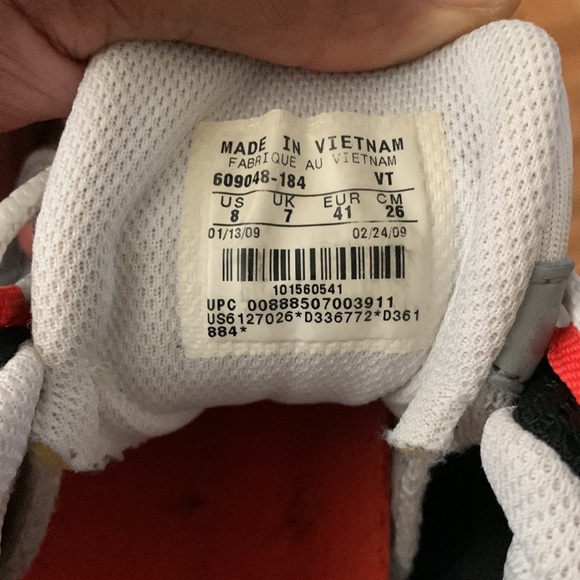 MADE IN VIETNAM
FABRIQUE AU VIETNAM
609048-184 VT
US UK EUR CM
8 7 41 26
01/13/09 02/24/09
101560541
UPC 00888507003911
US6127026*D336772*D361
884*